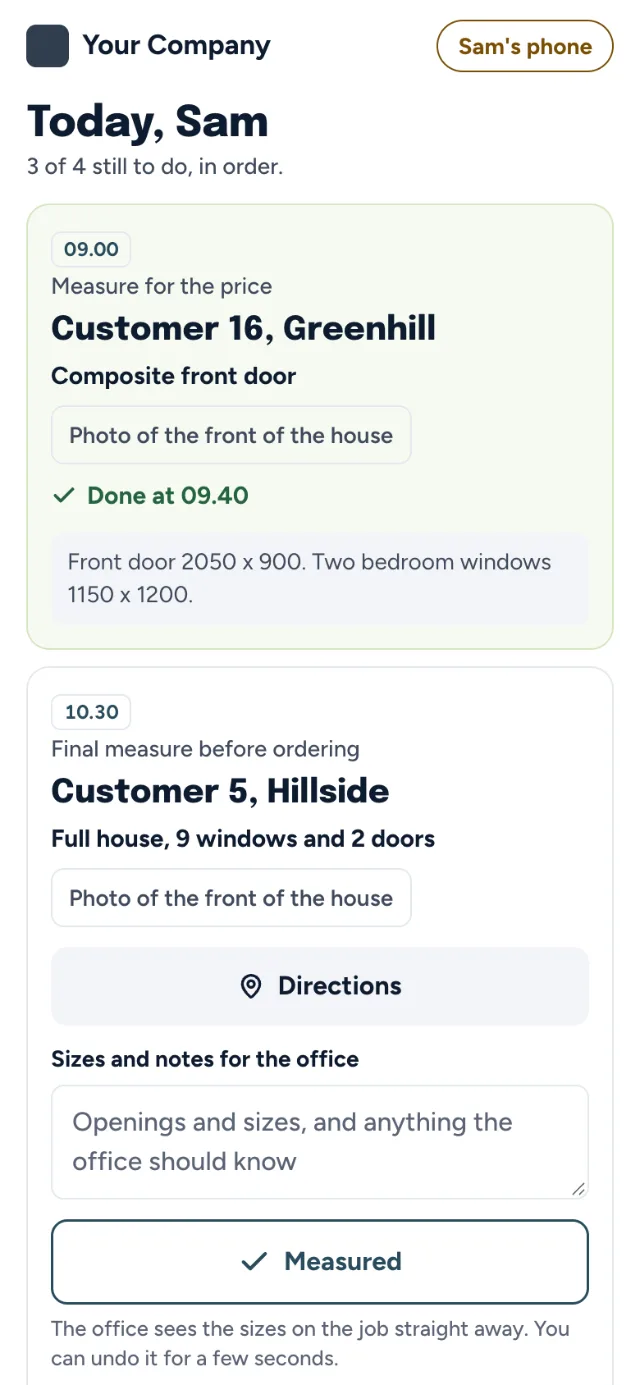 Your Company
Sam's phone
Today, Sam
3 of 4 still to do, in order.
09.00
Measure for the price
Customer 16, Greenhill
Composite front door
Photo of the front of the house
Done at 09.40
Front door 2050 x 900. Two bedroom windows
1150 x 1200.
10.30
Final measure before ordering
Customer 5, Hillside
Full house, 9 windows and 2 doors
Photo of the front of the house
Directions
Sizes and notes for the office
Openings and sizes, and anything the
office should know
Measured
The office sees the sizes on the job straight away. You
can undo it for a few seconds.